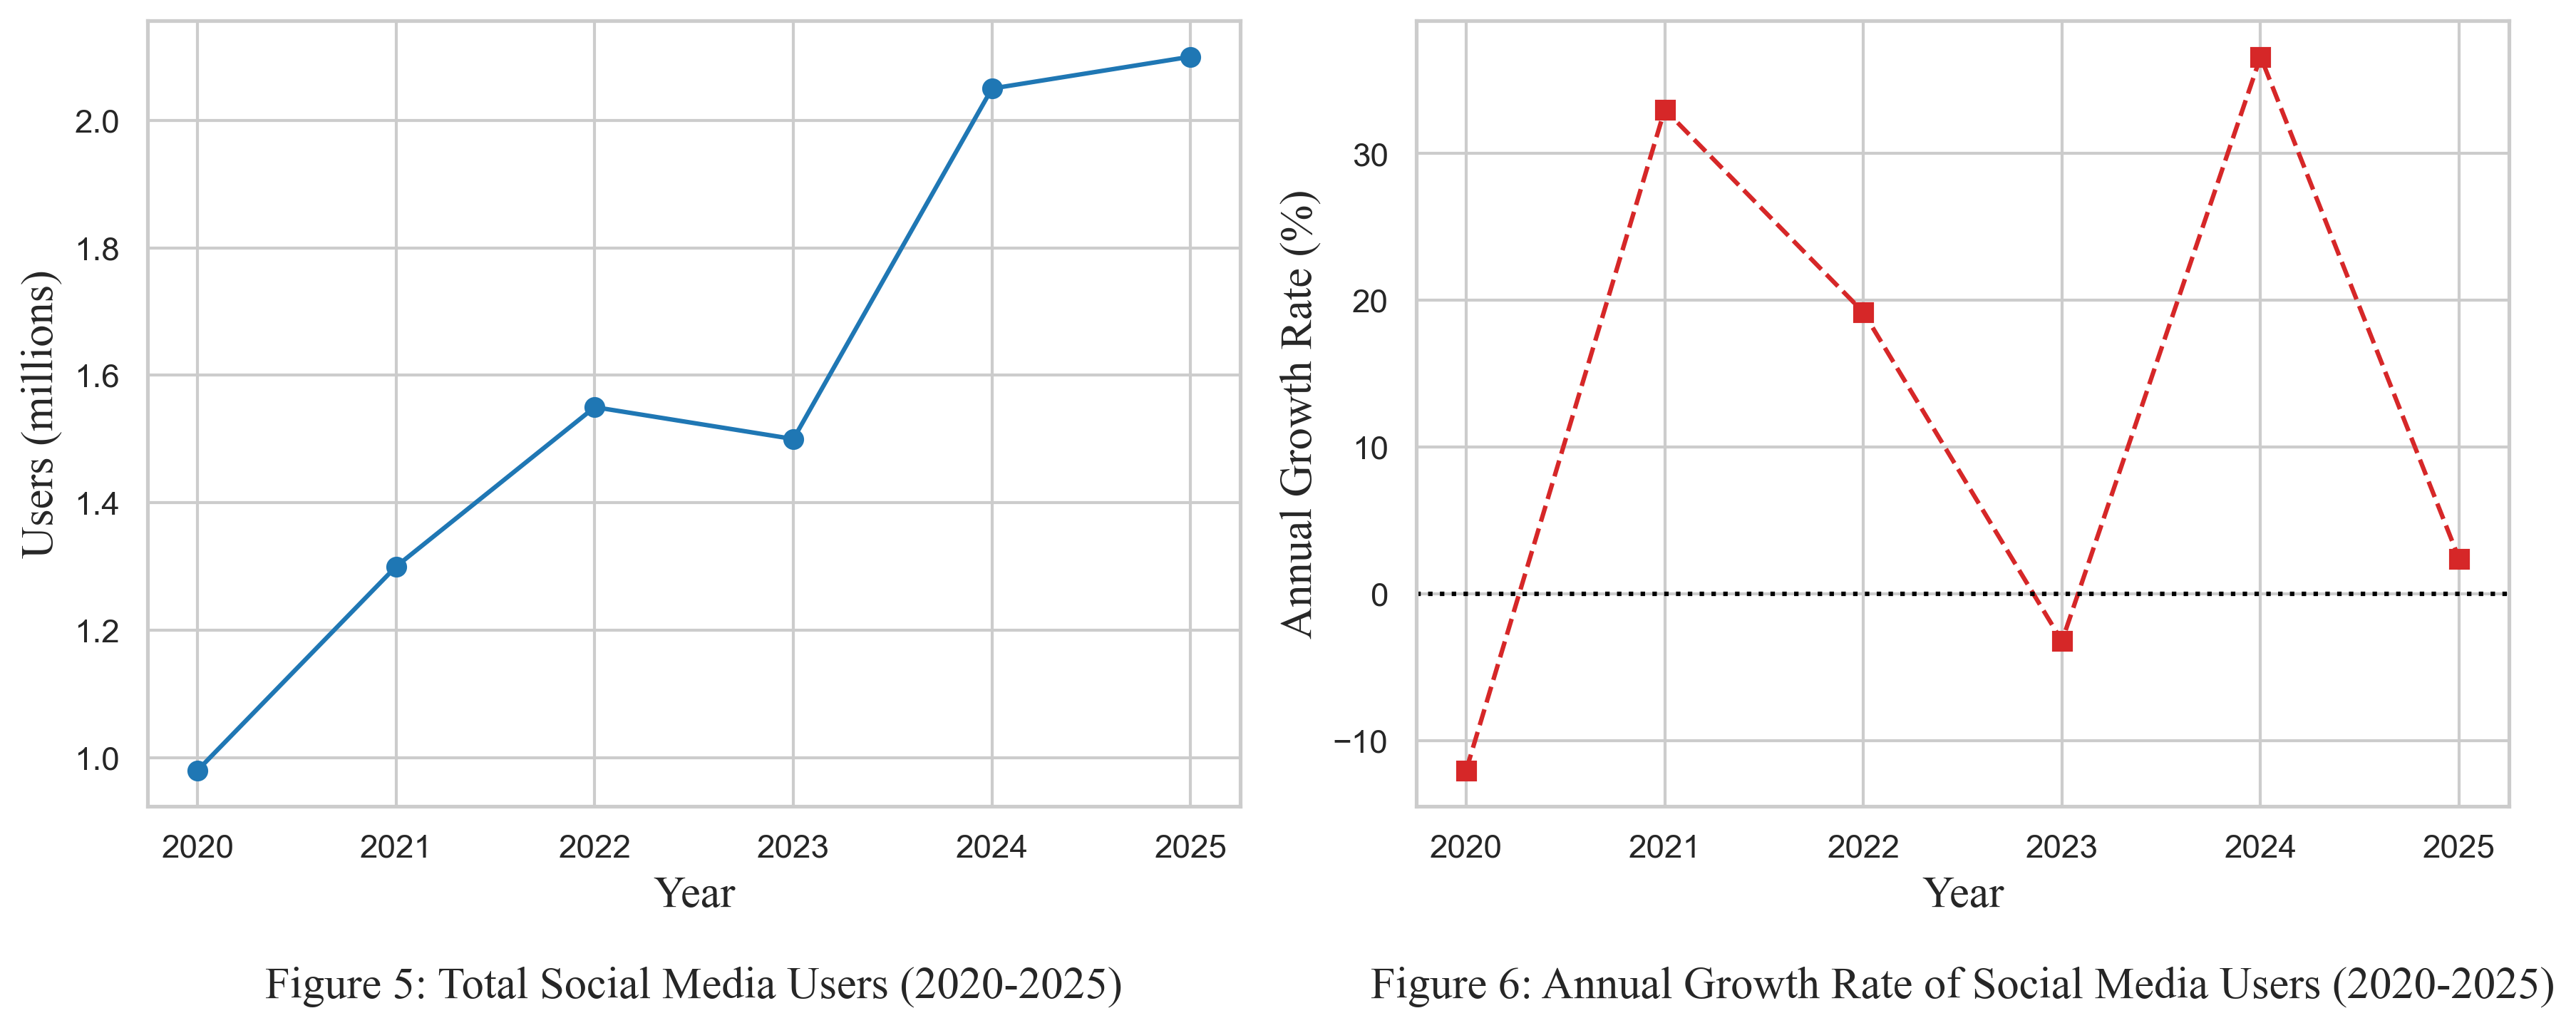 Users (millions)
2.0
1.8
1.6
1.4
1.2
1.0
2020 2021 2022 2023 2024 2025
Year
Figure 5: Total Social Media Users (2020-2025)
Annual Growth Rate (%)
30
20
10
0
−10
2020 2021 2022 2023 2024 2025
Year
Figure 6: Annual Growth Rate of Social Media Users (2020-2025)